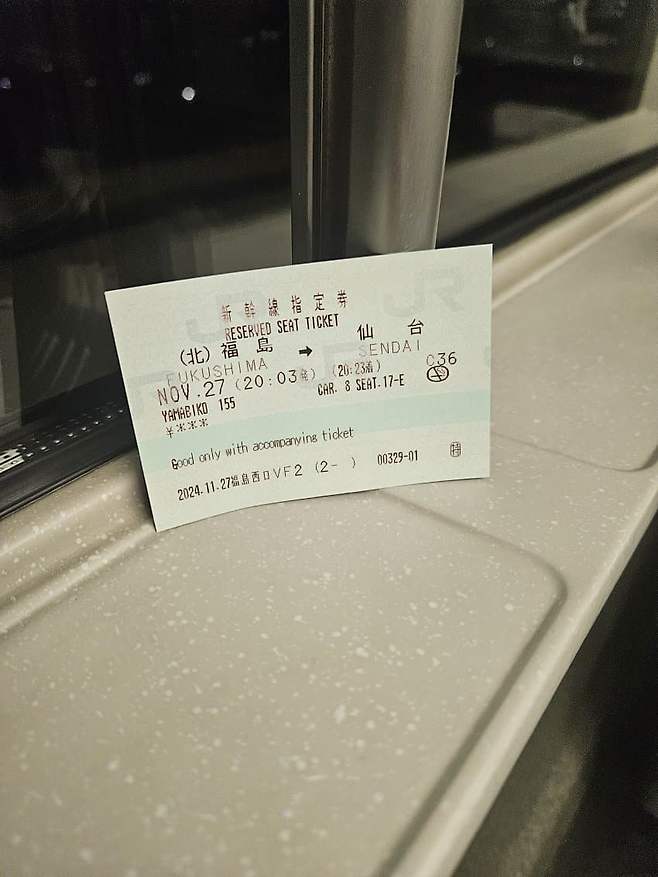 新幹線指定券
RESERVED SEAT TICKET
(北)福島 ➡ 仙台
FUKUSHIMA SENDAI
NOV.27(20:03発) (20:23着) C36
YAMABIKO 155 CAR. 8 SEAT.17-E
¥***
Good only with accompanying ticket
2024.11.27福島西口VF2 (2- ) 00329-01 特